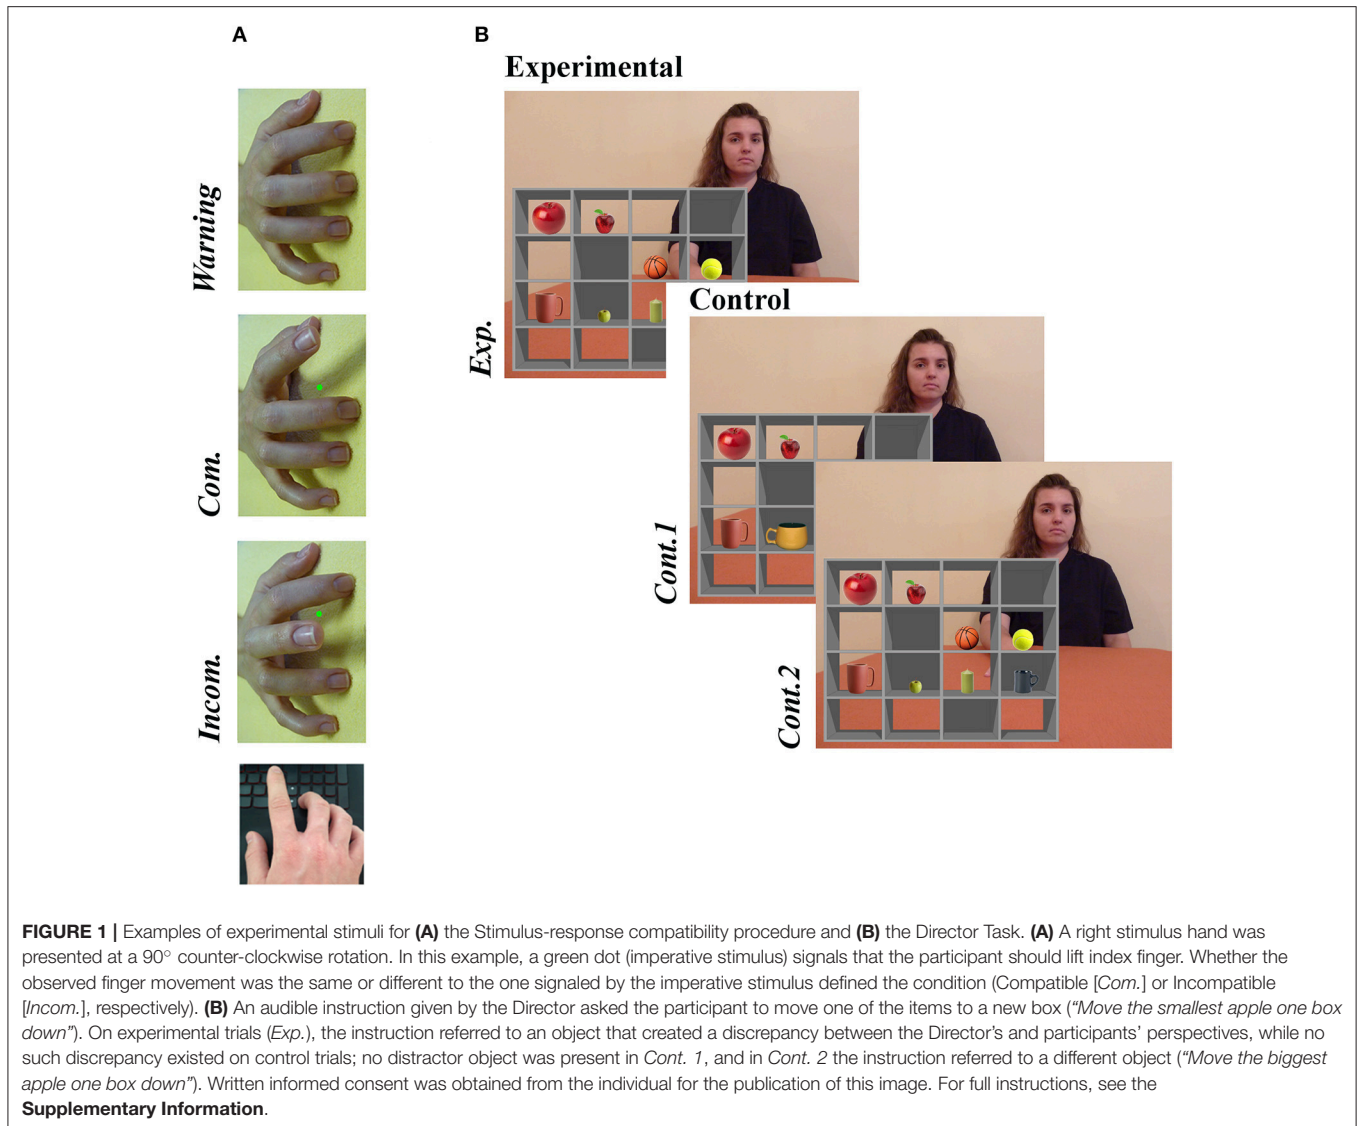 A
B
Experimental
Warning
Exp.
Control
Com.
Cont.1
Incom.
Cont.2
FIGURE 1 | Examples of experimental stimuli for (A) the Stimulus-response compatibility procedure and (B) the Director Task. (A) A right stimulus hand was
presented at a 90° counter-clockwise rotation. In this example, a green dot (imperative stimulus) signals that the participant should lift index finger. Whether the
observed finger movement was the same or different to the one signaled by the imperative stimulus defined the condition (Compatible [Com.] or Incompatible
[Incom.], respectively). (B) An audible instruction given by the Director asked the participant to move one of the items to a new box ("Move the smallest apple one box
down"). On experimental trials (Exp.), the instruction referred to an object that created a discrepancy between the Director's and participants' perspectives, while no
such discrepancy existed on control trials; no distractor object was present in Cont. 1, and in Cont. 2 the instruction referred to a different object ("Move the biggest
apple one box down"). Written informed consent was obtained from the individual for the publication of this image. For full instructions, see the
Supplementary Information.